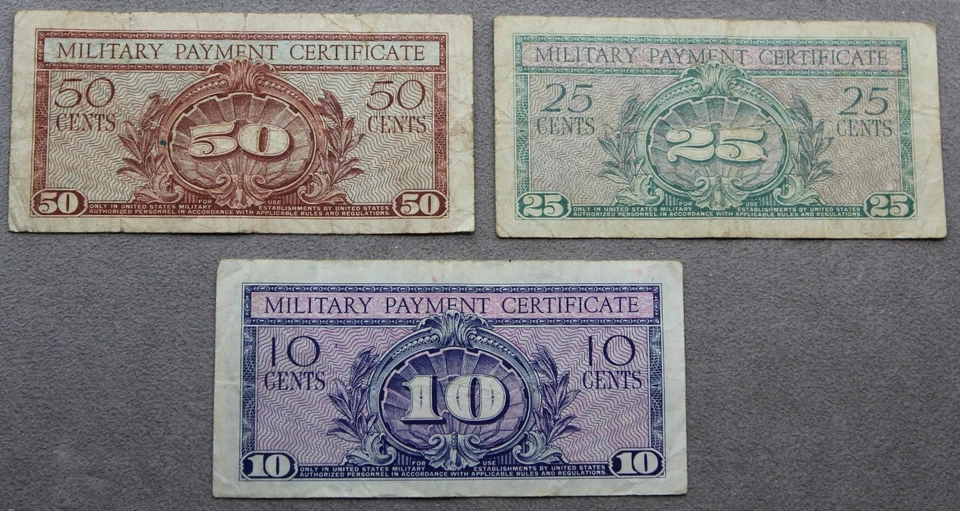 MILITARY PAYMENT CERTIFICATE
50 50
CENTS CENTS
50
50 50
FOR USE
ONLY IN UNITED STATES MILITARY ESTABLISHMENTS BY UNITED STATES
AUTHORIZED PERSONNEL IN ACCORDANCE WITH APPLICABLE RULES AND REGULATIONS
MILITARY PAYMENT CERTIFICATE
25 25
CENTS CENTS
25
25 25
FOR USE
ONLY IN UNITED STATES MILITARY ESTABLISHMENTS BY UNITED STATES
AUTHORIZED PERSONNEL IN ACCORDANCE WITH APPLICABLE RULES AND REGULATIONS
MILITARY PAYMENT CERTIFICATE
10 10
CENTS CENTS
10
10 10
FOR USE
ONLY IN UNITED STATES MILITARY ESTABLISHMENTS BY UNITED STATES
AUTHORIZED PERSONNEL IN ACCORDANCE WITH APPLICABLE RULES AND REGULATIONS